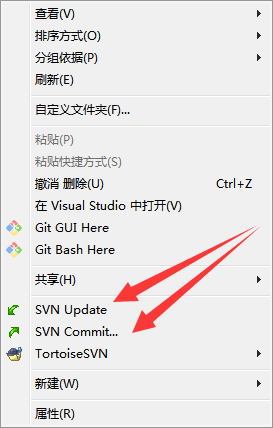 查看(V)
排序方式(O)
分组依据(P)
刷新(E)
自定义文件夹(F)...
粘贴(P)
粘贴快捷方式(S)
撤消 删除(U) Ctrl+Z
在 Visual Studio 中打开(V)
Git GUI Here
Git Bash Here
共享(H)
SVN Update
SVN Commit...
TortoiseSVN
新建(W)
属性(R)